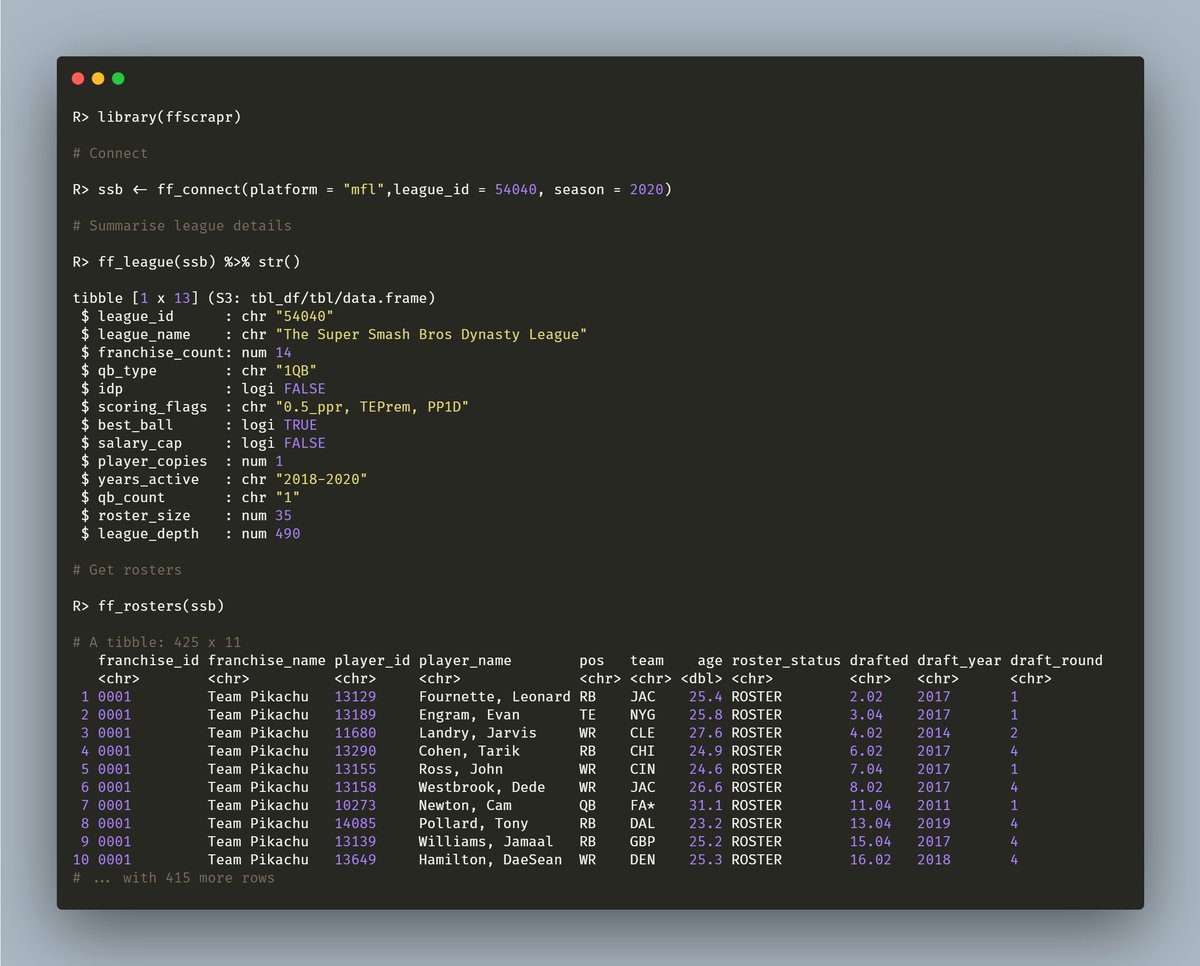 R> library(ffscrapr)
# Connect
R> ssb <- ff_connect(platform = "mfl",league_id = 54040, season = 2020)
# Summarise league details
R> ff_league(ssb) %>% str()
tibble [1 x 13] (S3: tbl_df/tbl/data.frame)
 $ league_id      : chr "54040"
 $ league_name    : chr "The Super Smash Bros Dynasty League"
 $ franchise_count: num 14
 $ qb_type        : chr "1QB"
 $ idp            : logi FALSE
 $ scoring_flags  : chr "0.5_ppr, TEPrem, PP1D"
 $ best_ball      : logi TRUE
 $ salary_cap     : logi FALSE
 $ player_copies  : num 1
 $ years_active   : chr "2018-2020"
 $ qb_count       : chr "1"
 $ roster_size    : num 35
 $ league_depth   : num 490
# Get rosters
R> ff_rosters(ssb)
# A tibble: 425 x 11
   franchise_id franchise_name player_id player_name        pos   team    age roster_status drafted draft_year draft_round
   <chr>        <chr>          <chr>     <chr>              <chr> <chr> <dbl> <chr>         <chr>   <chr>      <chr>
 1 0001         Team Pikachu   13129     Fournette, Leonard RB    JAC    25.4 ROSTER        2.02    2017       1
 2 0001         Team Pikachu   13189     Engram, Evan       TE    NYG    25.8 ROSTER        3.04    2017       1
 3 0001         Team Pikachu   11680     Landry, Jarvis     WR    CLE    27.6 ROSTER        4.02    2014       2
 4 0001         Team Pikachu   13290     Cohen, Tarik       RB    CHI    24.9 ROSTER        6.02    2017       4
 5 0001         Team Pikachu   13155     Ross, John         WR    CIN    24.6 ROSTER        7.04    2017       1
 6 0001         Team Pikachu   13158     Westbrook, Dede    WR    JAC    26.6 ROSTER        8.02    2017       4
 7 0001         Team Pikachu   10273     Newton, Cam        QB    FA*    31.1 ROSTER        11.04   2011       1
 8 0001         Team Pikachu   14085     Pollard, Tony      RB    DAL    23.2 ROSTER        13.04   2019       4
 9 0001         Team Pikachu   13139     Williams, Jamaal   RB    GBP    25.2 ROSTER        15.04   2017       4
10 0001         Team Pikachu   13649     Hamilton, DaeSean  WR    DEN    25.3 ROSTER        16.02   2018       4
# ... with 415 more rows